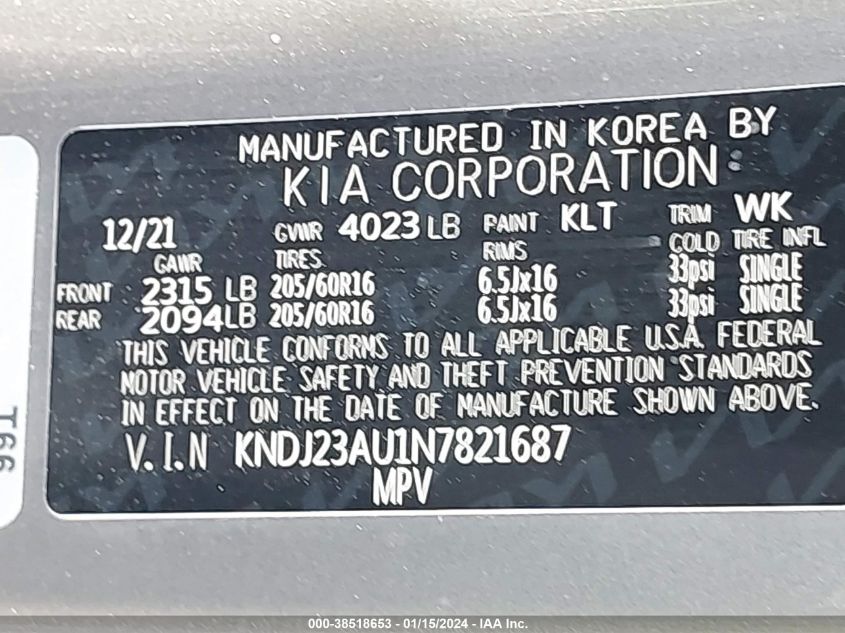 MANUFACTURED IN KOREA BY
KIA CORPORATION:
12/21 GVWR 4023 LB PAINT KLT TRIM WK
GAWR TIRES RIMS COLD TIRE INFL
FRONT 2315 LB 205/60R16 6.5Jx16 33psi SINGLE
REAR 2094 LB 205/60R16 6.5Jx16 33psi SINGLE
THIS VEHICLE CONFORMS TO ALL APPLICABLE U.S.A. FEDERAL
MOTOR VEHICLE SAFETY AND THEFT PREVENTION STANDARDS
IN EFFECT ON THE DATE OF MANUFACTURE SHOWN ABOVE.
V.I.N KNDJ23AU1N7821687
MPV
000-38518653 - 01/15/2024 - IAA Inc.